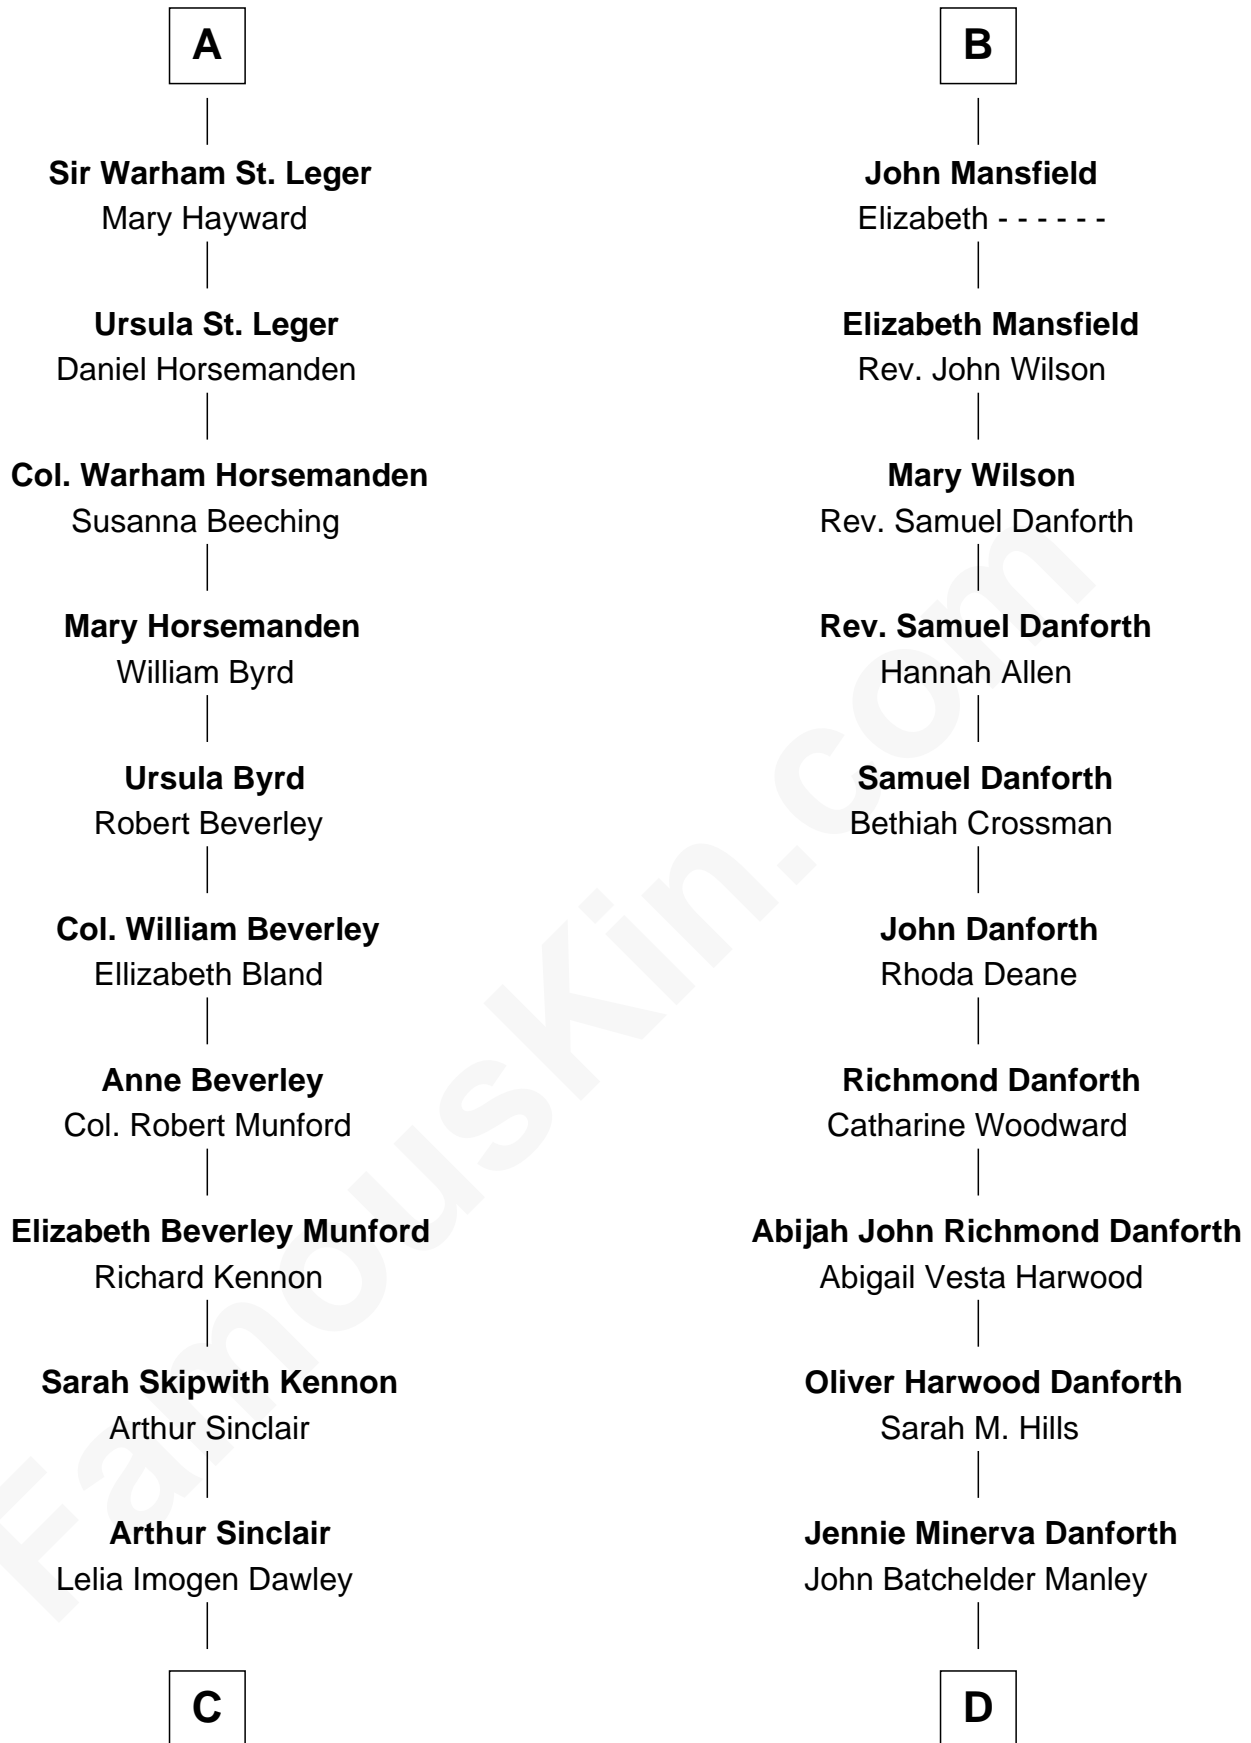 A
Sir Warham St. Leger
Mary Hayward
Ursula St. Leger
Daniel Horsemanden
Col. Warham Horsemanden
Susanna Beeching
Mary Horsemanden
William Byrd
Ursula Byrd
Robert Beverley
Col. William Beverley
Ellizabeth Bland
Anne Beverley
Col. Robert Munford
Elizabeth Beverley Munford
Richard Kennon
Sarah Skipwith Kennon
Arthur Sinclair
Arthur Sinclair
Lelia Imogen Dawley
C
B
John Mansfield
Elizabeth - - - - - -
Elizabeth Mansfield
Rev. John Wilson
Mary Wilson
Rev. Samuel Danforth
Rev. Samuel Danforth
Hannah Allen
Samuel Danforth
Bethiah Crossman
John Danforth
Rhoda Deane
Richmond Danforth
Catharine Woodward
Abijah John Richmond Danforth
Abigail Vesta Harwood
Oliver Harwood Danforth
Sarah M. Hills
Jennie Minerva Danforth
John Batchelder Manley
D
FamousKin.com